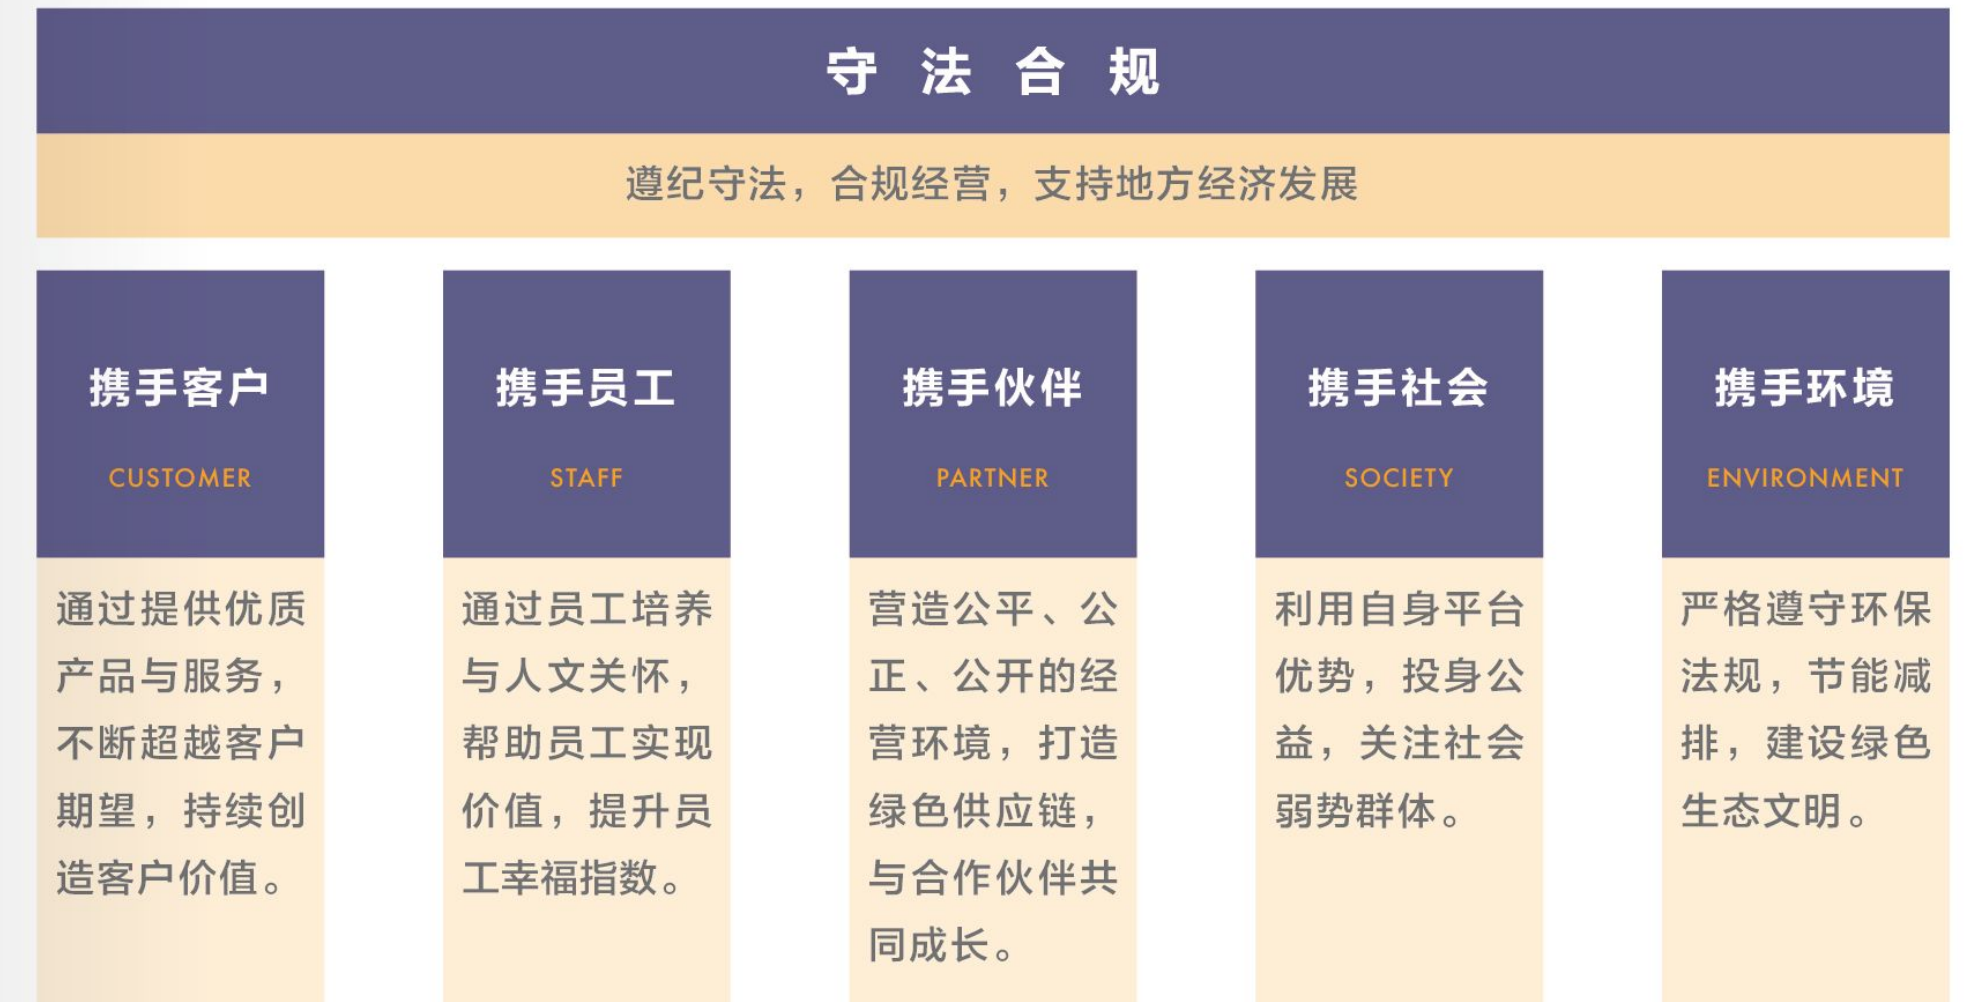 守法合规
遵纪守法，合规经营，支持地方经济发展
携手客户
CUSTOMER
通过提供优质
产品与服务，
不断超越客户
期望，持续创
造客户价值。
携手员工
STAFF
通过员工培养
与人文关怀，
帮助员工实现
价值，提升员
工幸福指数。
携手伙伴
PARTNER
营造公平、公
正、公开的经
营环境，打造
绿色供应链，
与合作伙伴共
同成长。
携手社会
SOCIETY
利用自身平台
优势，投身公
益，关注社会
弱势群体。
携手环境
ENVIRONMENT
严格遵守环保
法规，节能减
排，建设绿色
生态文明。